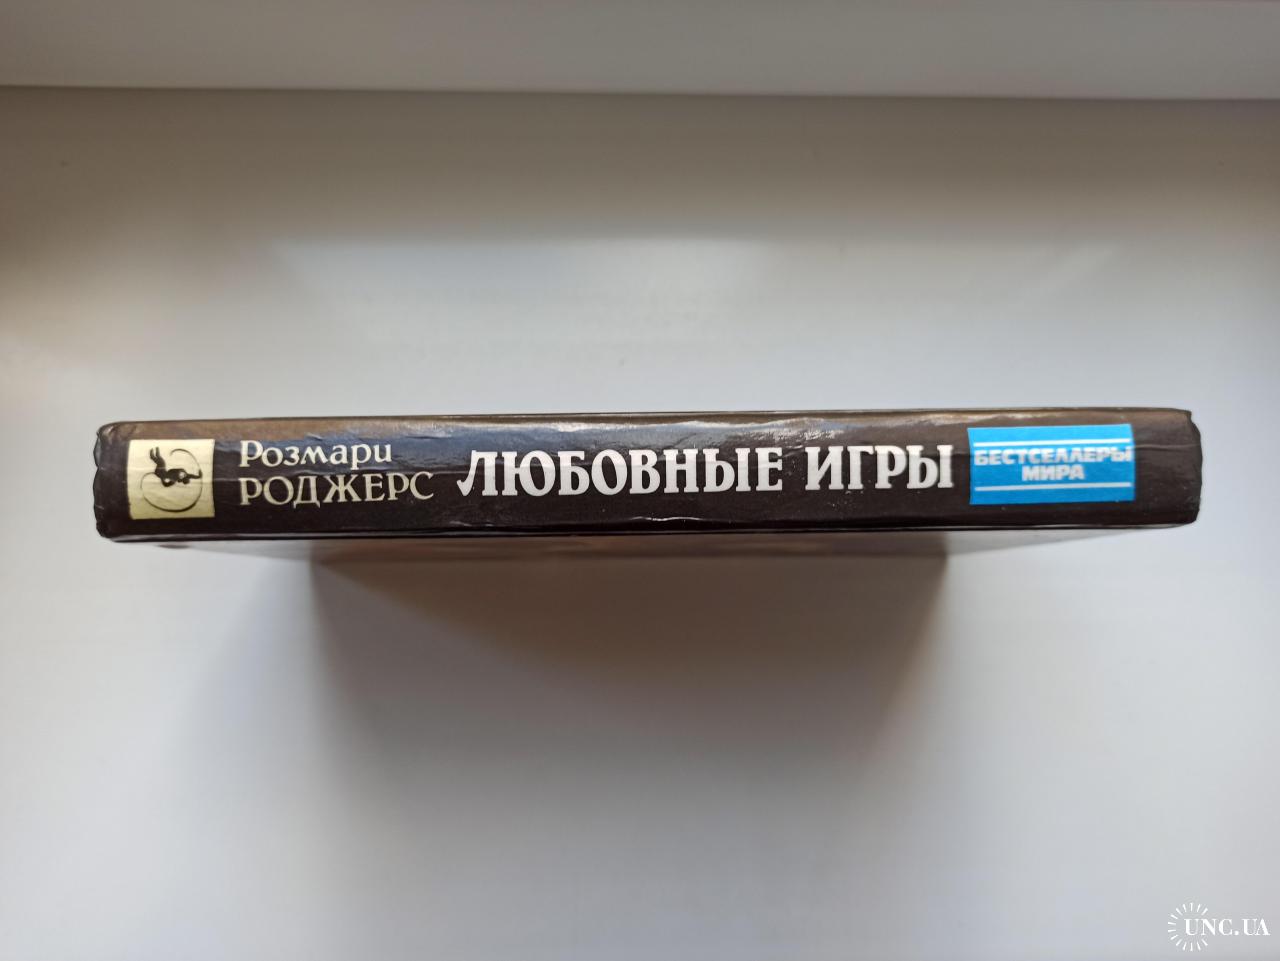 Розмари
РОДЖЕРС
ЛЮБОВНЫЕ ИГРЫ
БЕСТСЕЛЛЕРЫ
МИРА
UNC.UA